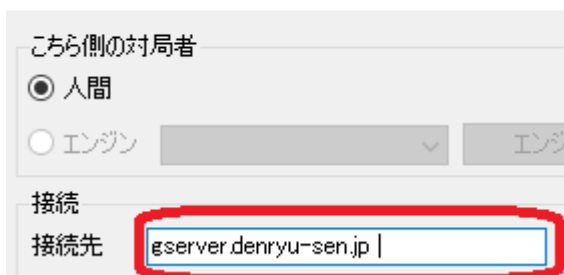 こちら側の対局者
人間
エンジン
エンジ
接続
接続先 gserver.denryu-sen.jp